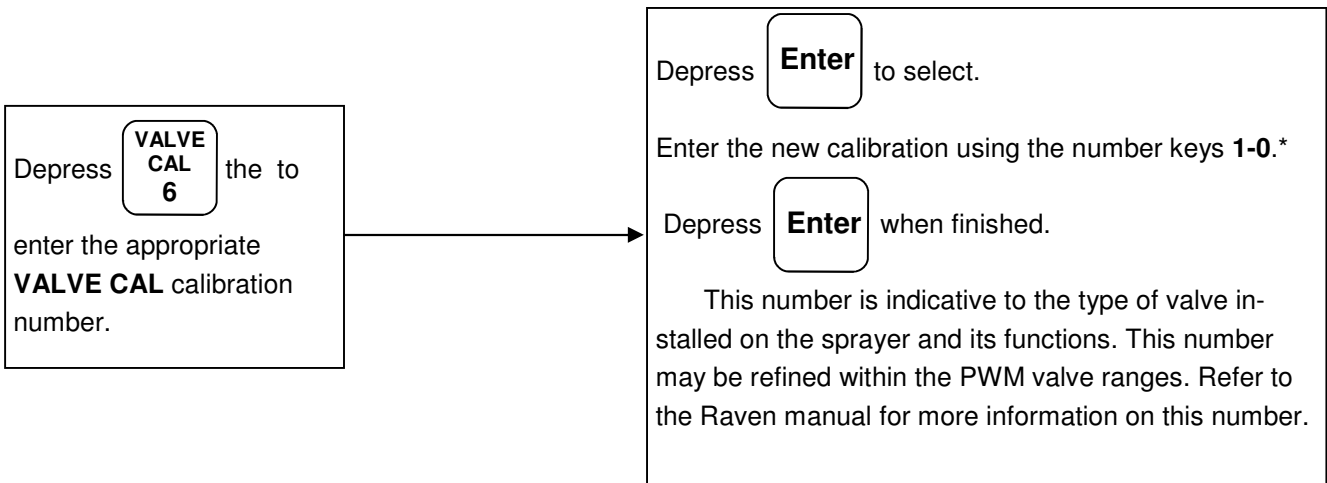 Depress VALVE CAL 6 the to
enter the appropriate
VALVE CAL calibration
number.
Depress Enter to select.
Enter the new calibration using the number keys 1-0.*
Depress Enter when finished.
This number is indicative to the type of valve in-
stalled on the sprayer and its functions. This number
may be refined within the PWM valve ranges. Refer to
the Raven manual for more information on this number.